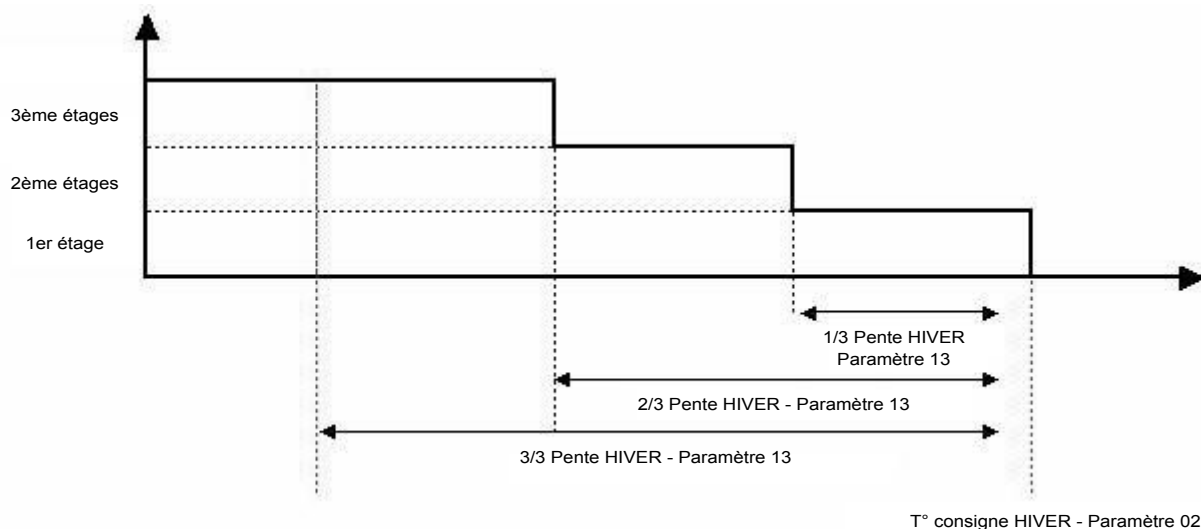 3ème étages
2ème étages
1er étage
1/3 Pente HIVER
Paramètre 13
2/3 Pente HIVER - Paramètre 13
3/3 Pente HIVER - Paramètre 13
T° consigne HIVER - Paramètre 02